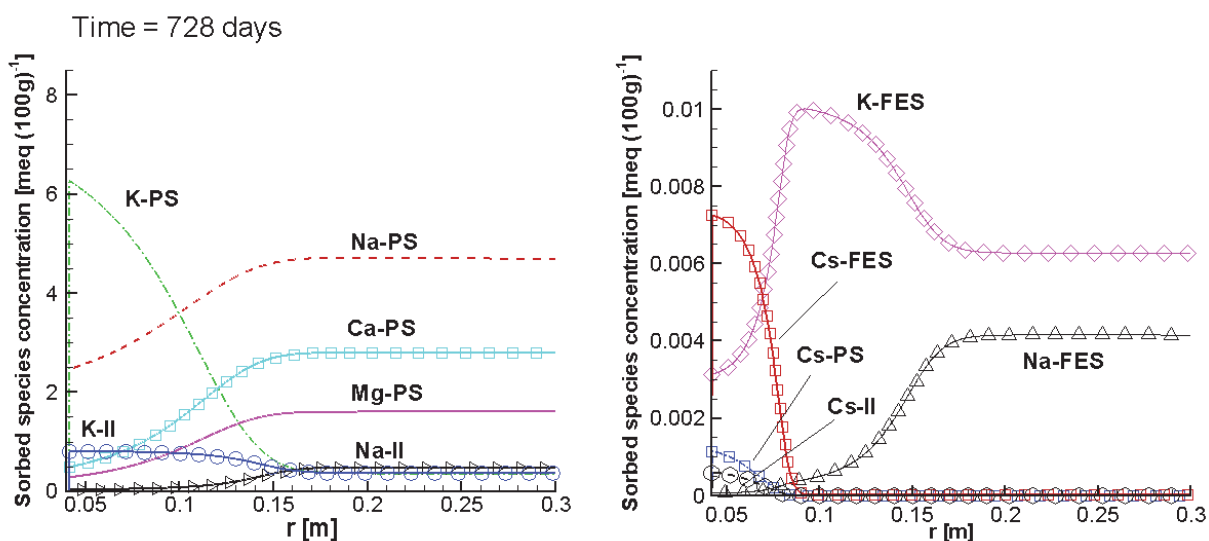 Time = 728 days
Sorbed species concentration [meq (100g)⁻¹]
8
6
4
2
0
K-PS
Na-PS
Ca-PS
Mg-PS
K-II
Na-II
0.05
0.1
0.15
0.2
0.25
0.3
r [m]
Sorbed species concentration [meq (100g)⁻¹]
0.01
0.008
0.006
0.004
0.002
0
K-FES
Cs-FES
Cs-PS
Cs-II
Na-FES
0.05
0.1
0.15
0.2
0.25
0.3
r [m]